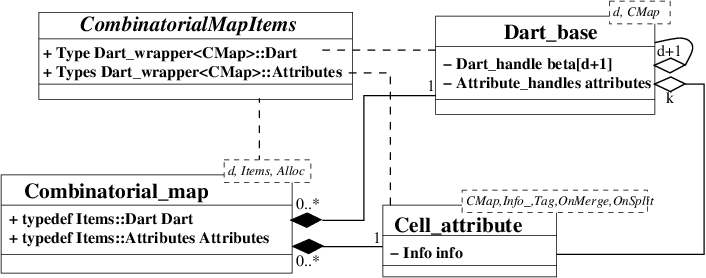 CombinatorialMapItems
+ Type Dart_wrapper<CMap>::Dart
+ Types Dart_wrapper<CMap>::Attributes
d, CMap
Dart_base
− Dart_handle beta[d+1]
− Attribute_handles attributes
d+1
k
1
d, Items, Alloc
Combinatorial_map
+ typedef Items::Dart Dart
+ typedef Items::Attributes Attributes
0..*
0..*
1
CMap,Info_,Tag,OnMerge,OnSplit
Cell_attribute
− Info info